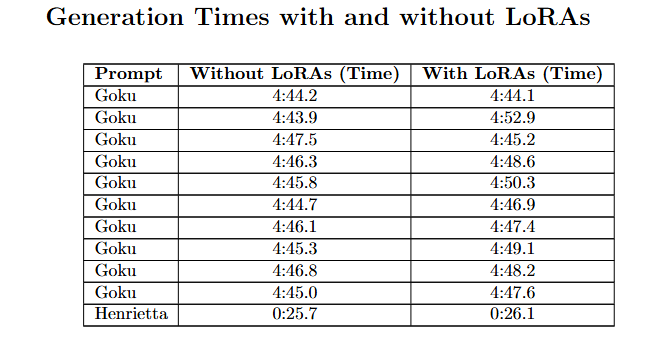 Generation Times with and without LoRAs
Prompt Without LoRAs (Time) With LoRAs (Time)
Goku 4:44.2 4:44.1
Goku 4:43.9 4:52.9
Goku 4:47.5 4:45.2
Goku 4:46.3 4:48.6
Goku 4:45.8 4:50.3
Goku 4:44.7 4:46.9
Goku 4:46.1 4:47.4
Goku 4:45.3 4:49.1
Goku 4:46.8 4:48.2
Goku 4:45.0 4:47.6
Henrietta 0:25.7 0:26.1